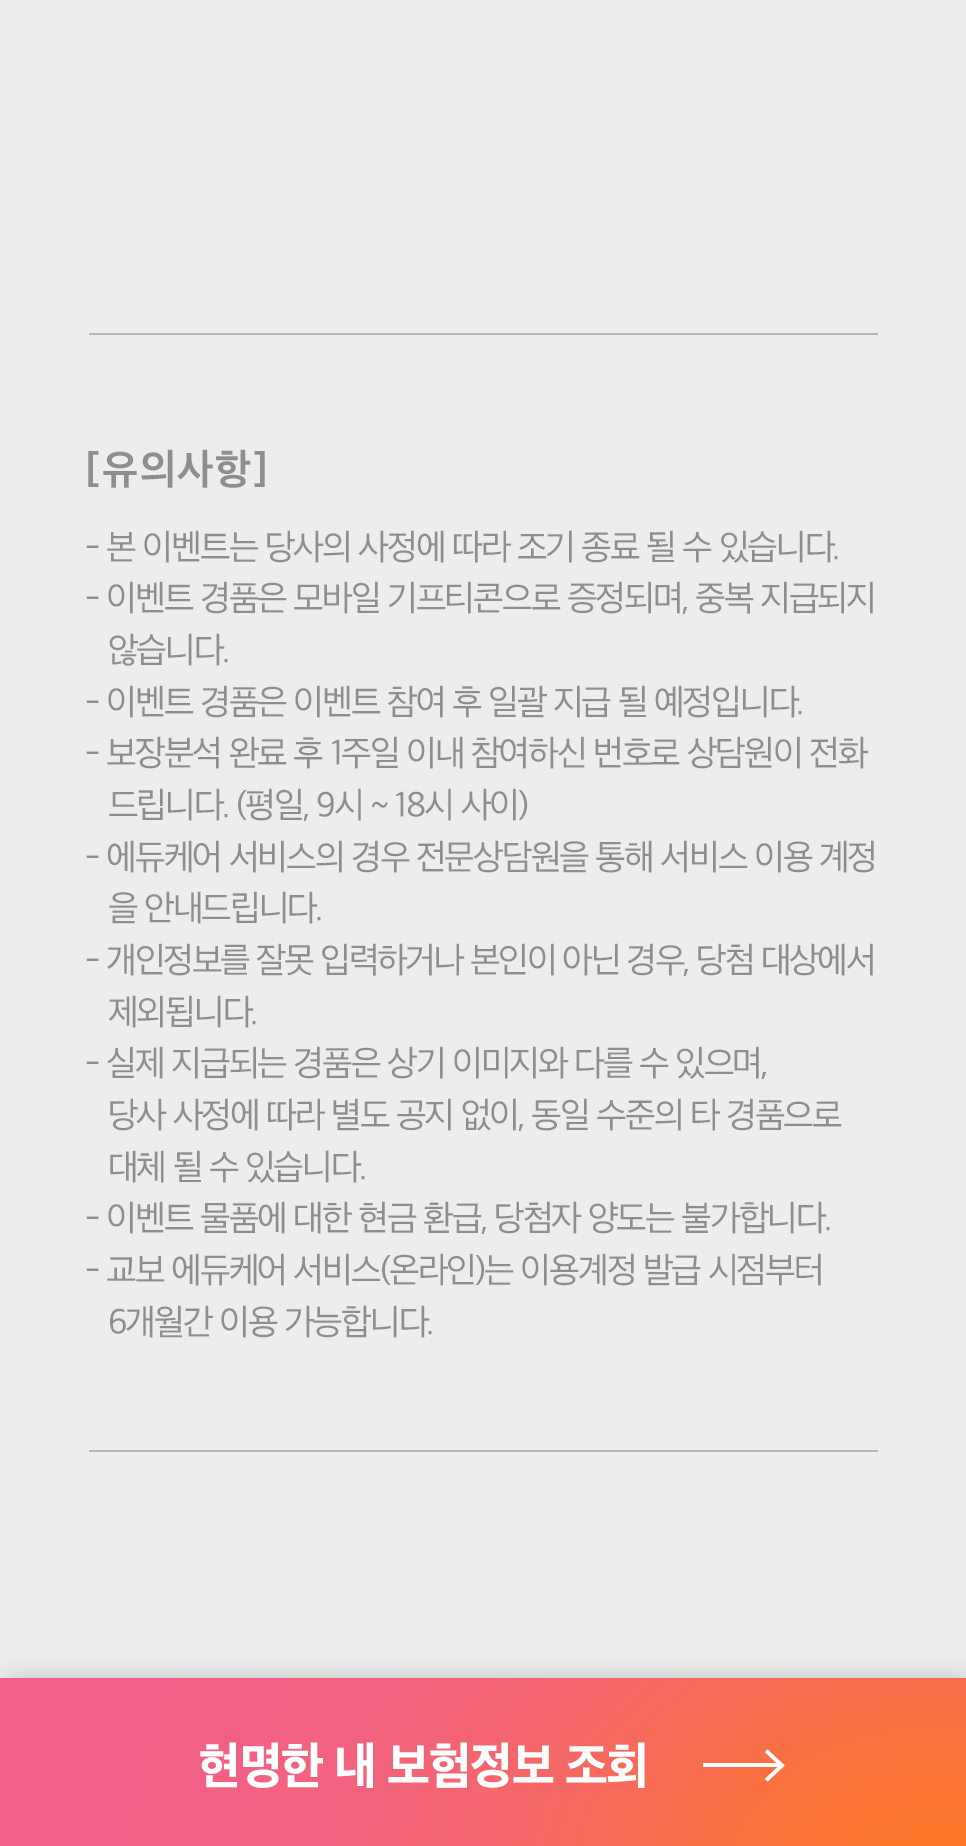 [유의사항]
- 본 이벤트는 당사의 사정에 따라 조기 종료 될 수 있습니다.
- 이벤트 경품은 모바일 기프티콘으로 증정되며, 중복 지급되지
않습니다.
- 이벤트 경품은 이벤트 참여 후 일괄 지급 될 예정입니다.
- 보장분석 완료 후 1주일 이내 참여하신 번호로 상담원이 전화
드립니다. (평일, 9시 ~ 18시 사이)
- 에듀케어 서비스의 경우 전문상담원을 통해 서비스 이용 계정
을 안내드립니다.
- 개인정보를 잘못 입력하거나 본인이 아닌 경우, 당첨 대상에서
제외됩니다.
- 실제 지급되는 경품은 상기 이미지와 다를 수 있으며,
당사 사정에 따라 별도 공지 없이, 동일 수준의 타 경품으로
대체 될 수 있습니다.
- 이벤트 물품에 대한 현금 환급, 당첨자 양도는 불가합니다.
- 교보 에듀케어 서비스(온라인)는 이용계정 발급 시점부터
6개월간 이용 가능합니다.
현명한 내 보험정보 조회